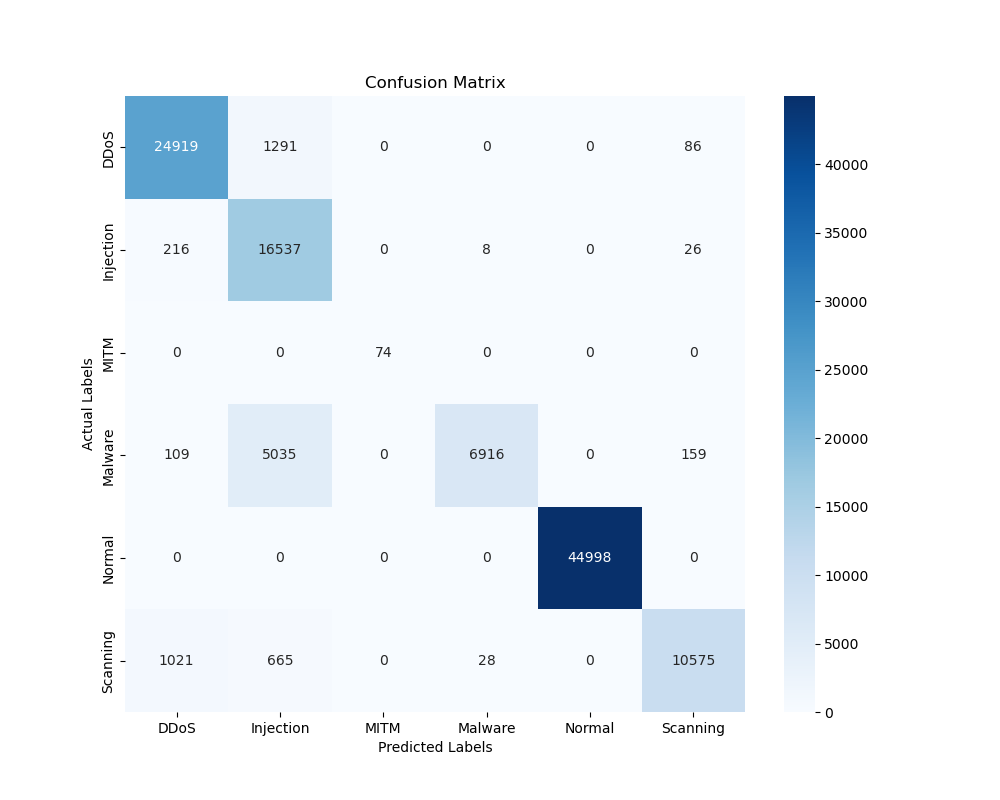 Confusion Matrix
Actual Labels
DDoS 24919 1291 0 0 0 86
Injection 216 16537 0 8 0 26
MITM 0 0 74 0 0 0
Malware 109 5035 0 6916 0 159
Normal 0 0 0 0 44998 0
Scanning 1021 665 0 28 0 10575
DDoS Injection MITM Malware Normal Scanning
Predicted Labels
40000
35000
30000
25000
20000
15000
10000
5000
0